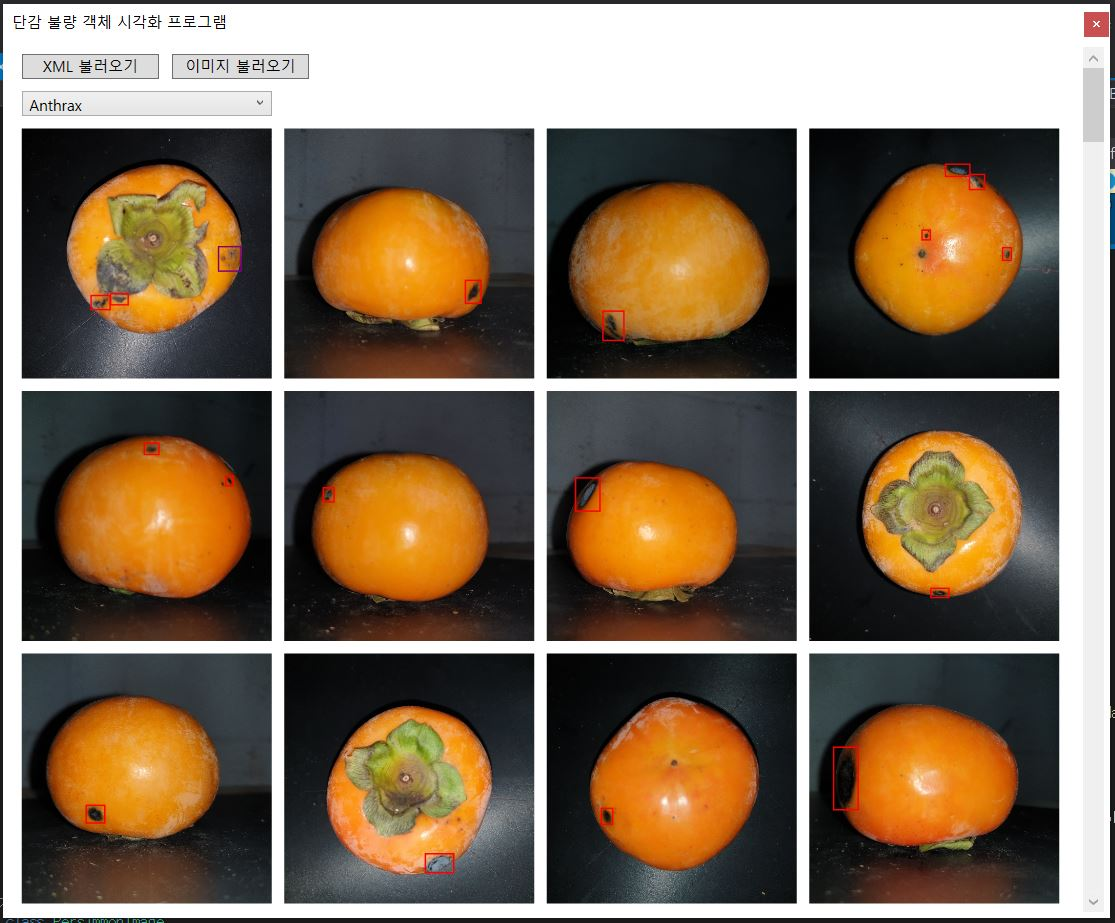 단감 불량 객체 시각화 프로그램
XML 불러오기
이미지 불러오기
Anthrax
class PersimmonImage